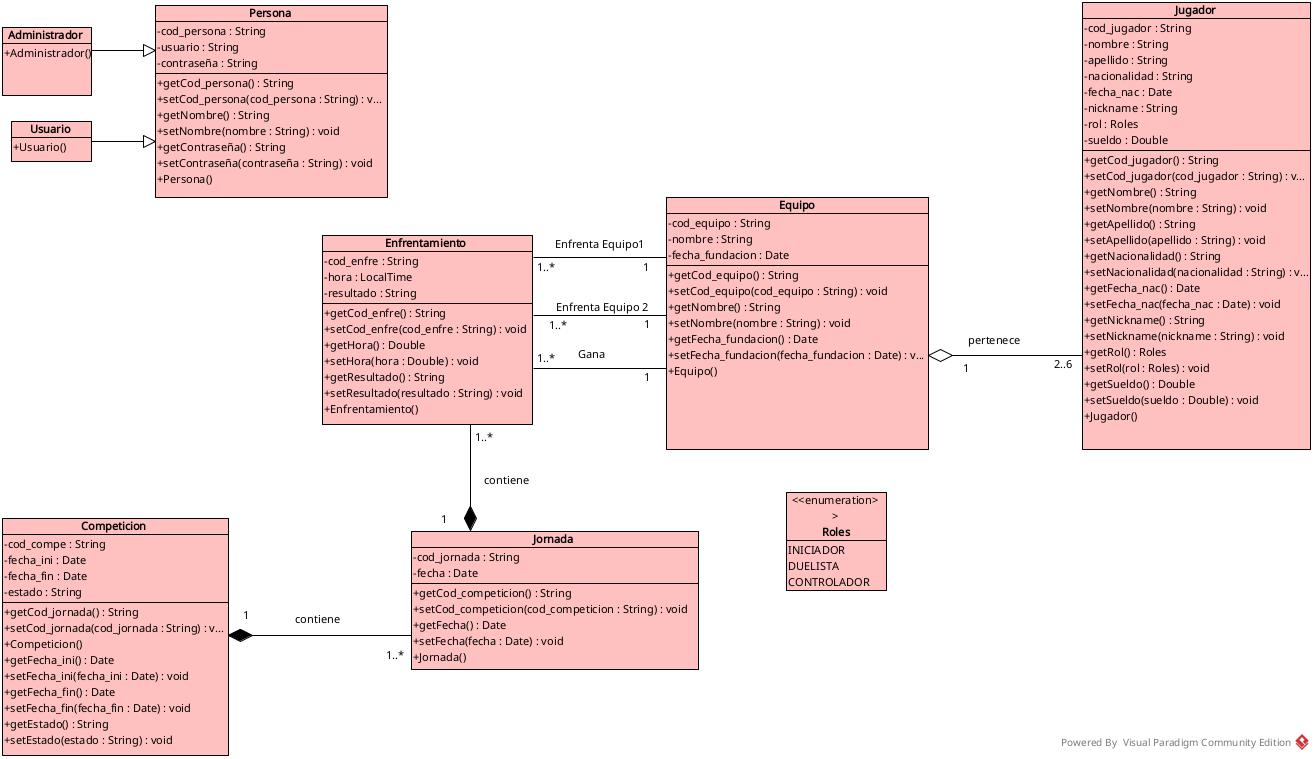 Persona
-cod_persona : String
-usuario : String
-contraseña : String
+getCod_persona() : String
+setCod_persona(cod_persona : String) : v...
+getNombre() : String
+setNombre(nombre : String) : void
+getContraseña() : String
+setContraseña(contraseña : String) : void
+Persona()
Administrador
+Administrador()
Usuario
+Usuario()
Jugador
-cod_jugador : String
-nombre : String
-apellido : String
-nacionalidad : String
-fecha_nac : Date
-nickname : String
-rol : Roles
-sueldo : Double
+getCod_jugador() : String
+setCod_jugador(cod_jugador : String) : v...
+getNombre() : String
+setNombre(nombre : String) : void
+getApellido() : String
+setApellido(apellido : String) : void
+getNacionalidad() : String
+setNacionalidad(nacionalidad : String) : v...
+getFecha_nac() : Date
+setFecha_nac(fecha_nac : Date) : void
+getNickname() : String
+setNickname(nickname : String) : void
+getRol() : Roles
+setRol(rol : Roles) : void
+getSueldo() : Double
+setSueldo(sueldo : Double) : void
+Jugador()
Equipo
-cod_equipo : String
-nombre : String
-fecha_fundacion : Date
+getCod_equipo() : String
+setCod_equipo(cod_equipo : String) : void
+getNombre() : String
+setNombre(nombre : String) : void
+getFecha_fundacion() : Date
+setFecha_fundacion(fecha_fundacion : Date) : v...
+Equipo()
pertenece
1
2..6
Enfrentamiento
-cod_enfre : String
-hora : LocalTime
-resultado : String
+getCod_enfre() : String
+setCod_enfre(cod_enfre : String) : void
+getHora() : Double
+setHora(hora : Double) : void
+getResultado() : String
+setResultado(resultado : String) : void
+Enfrentamiento()
Enfrenta Equipo1
1..*
1
Enfrenta Equipo 2
1..*
1
1..*
Gana
1
1..*
contiene
1
Jornada
-cod_jornada : String
-fecha : Date
+getCod_competicion() : String
+setCod_competicion(cod_competicion : String) : void
+getFecha() : Date
+setFecha(fecha : Date) : void
+Jornada()
<<enumeration>
>
Roles
INICIADOR
DUELISTA
CONTROLADOR
Competicion
-cod_compe : String
-fecha_ini : Date
-fecha_fin : Date
-estado : String
+getCod_jornada() : String
+setCod_jornada(cod_jornada : String) : v...
+Competicion()
+getFecha_ini() : Date
+setFecha_ini(fecha_ini : Date) : void
+getFecha_fin() : Date
+setFecha_fin(fecha_fin : Date) : void
+getEstado() : String
+setEstado(estado : String) : void
1
contiene
1..*
Powered By Visual Paradigm Community Edition